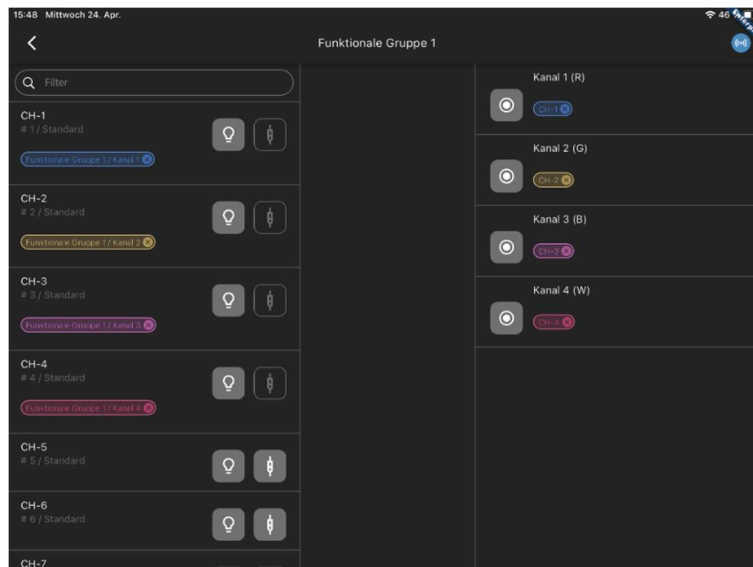 15:48 Mittwoch 24. Apr.
46
Funktionale Gruppe 1
Filter
CH-1
# 1 / Standard
Funktionale Gruppe 1 / Kanal 1
CH-2
# 2 / Standard
Funktionale Gruppe 1 / Kanal 2
CH-3
# 3 / Standard
Funktionale Gruppe 1 / Kanal 3
CH-4
# 4 / Standard
Funktionale Gruppe 1 / Kanal 4
CH-5
# 5 / Standard
CH-6
# 6 / Standard
CH-7
Kanal 1 (R)
CH-1
Kanal 2 (G)
CH-2
Kanal 3 (B)
CH-3
Kanal 4 (W)
CH-4